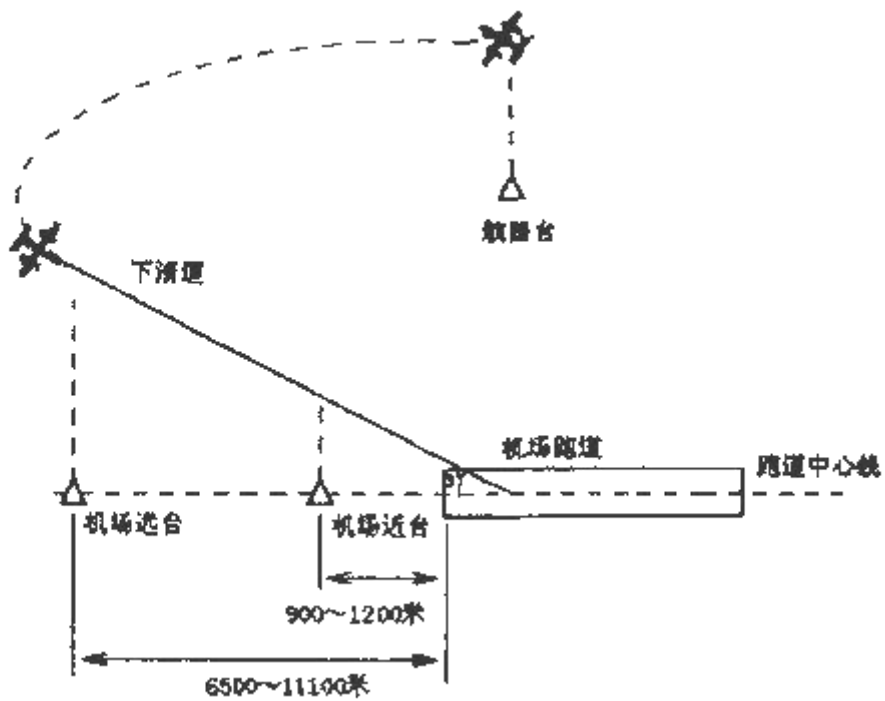 航路台
下滑道
机场跑道
跑道中心线
机场远台
机场近台
900～1200米
6500～11100米